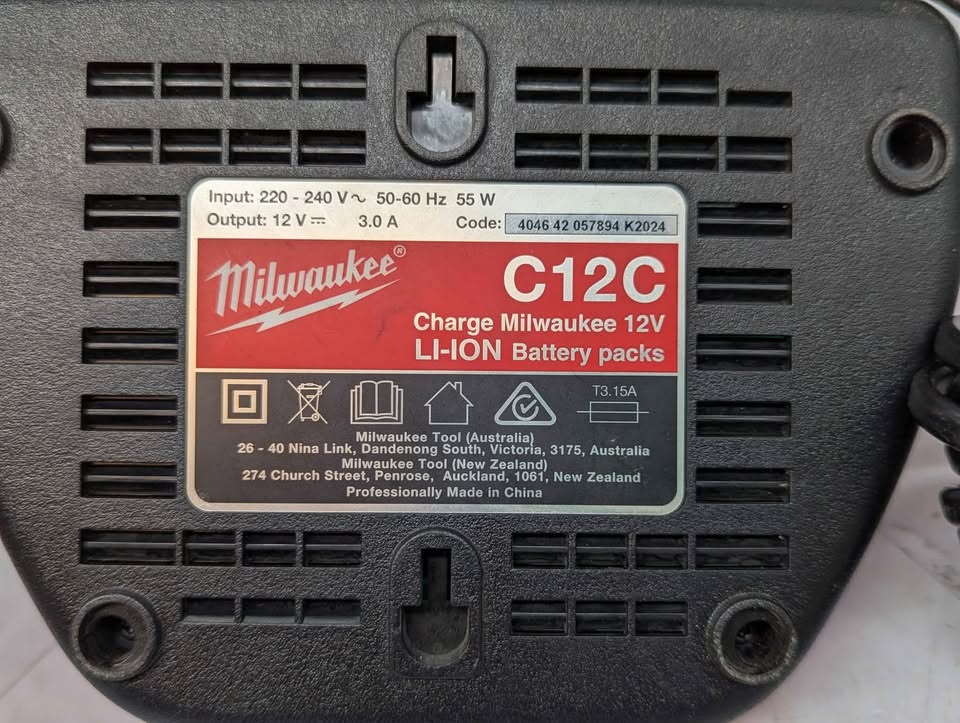 Input: 220 - 240 V ~ 50-60 Hz 55 W
Output: 12 V ⎓ 3.0 A
Code: 4046 42 057894 K2024
Milwaukee®
C12C
Charge Milwaukee 12V
LI-ION Battery packs
T3.15A
Milwaukee Tool (Australia)
26 - 40 Nina Link, Dandenong South, Victoria, 3175, Australia
Milwaukee Tool (New Zealand)
274 Church Street, Penrose, Auckland, 1061, New Zealand
Professionally Made in China